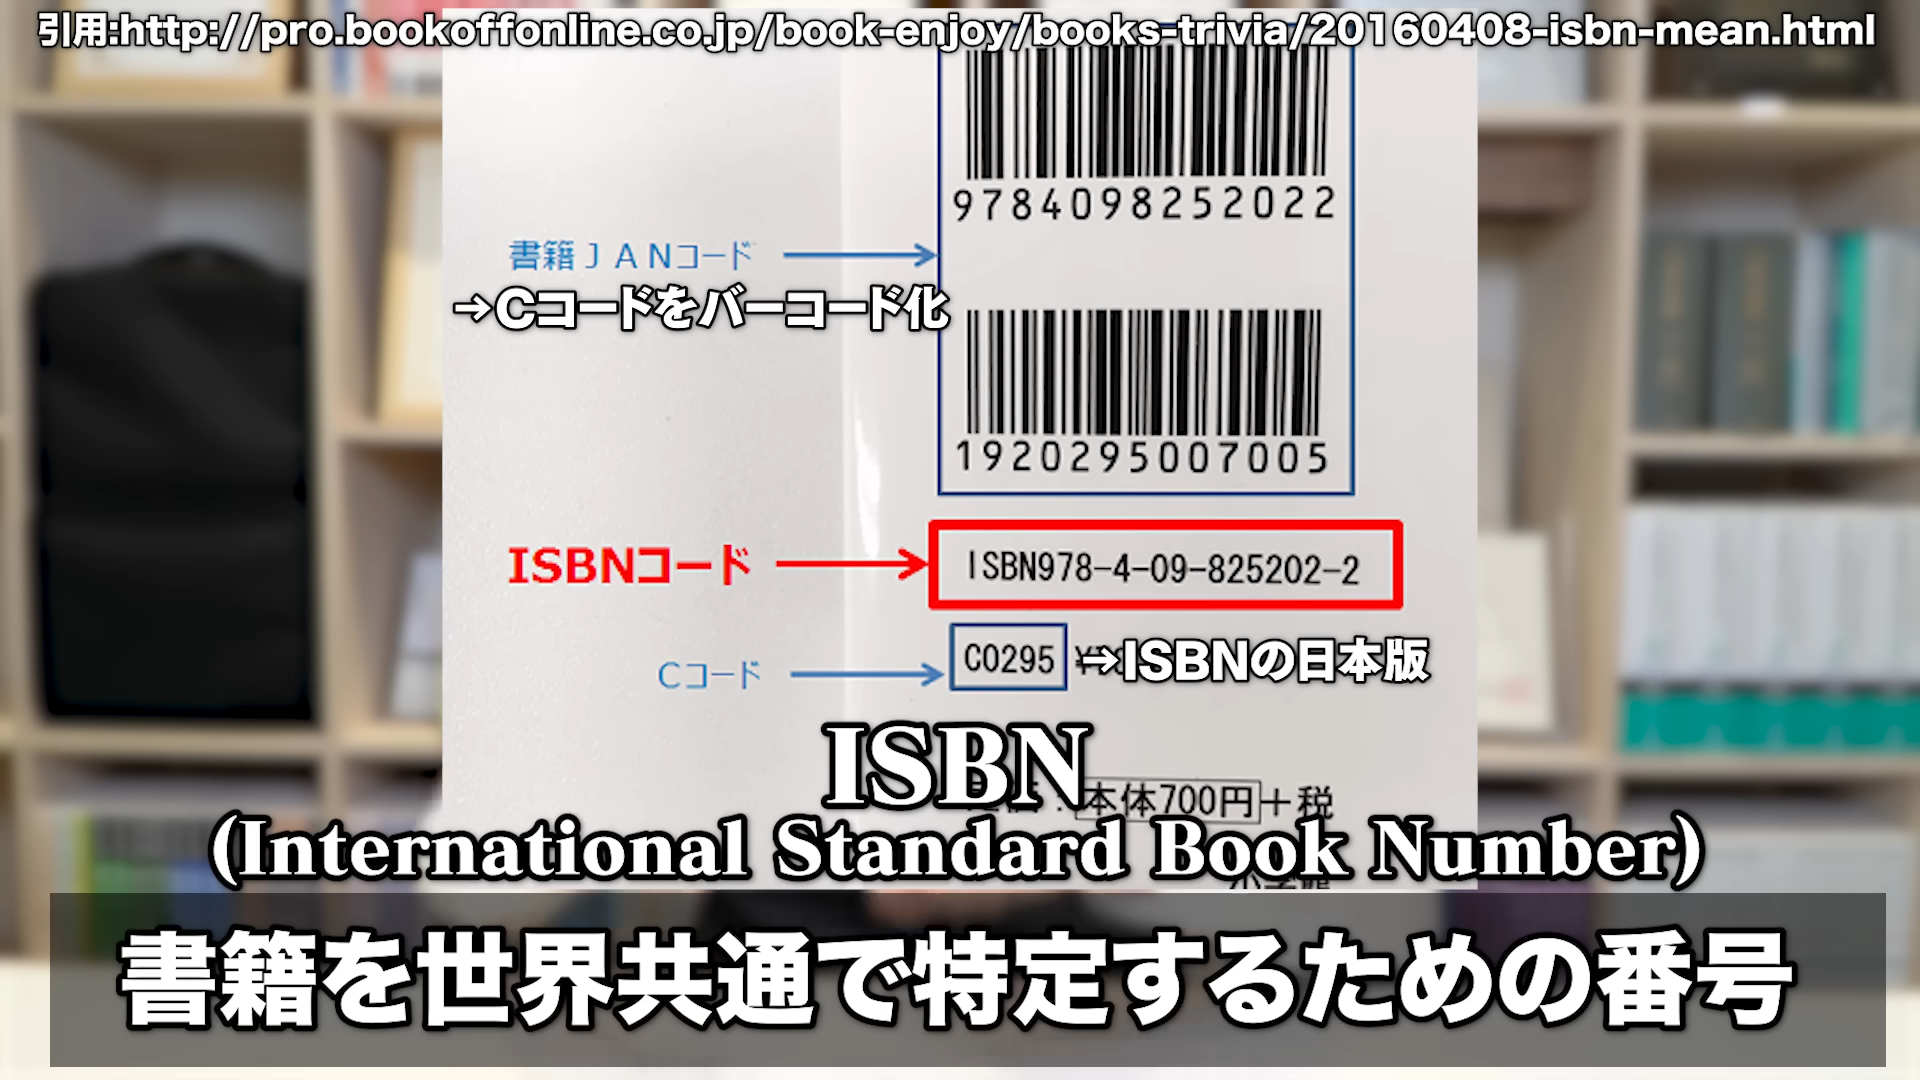 引用:http://pro.bookoffonline.co.jp/book-enjoy/books-trivia/20160408-isbn-mean.html
9784098252022
書籍JANコード
→Cコードをバーコード化
1920295007005
ISBNコード
ISBN978-4-09-825202-2
Cコード
C0295
⇒ISBNの日本版
ISBN
本体700円+税
(International Standard Book Number)
書籍を世界共通で特定するための番号